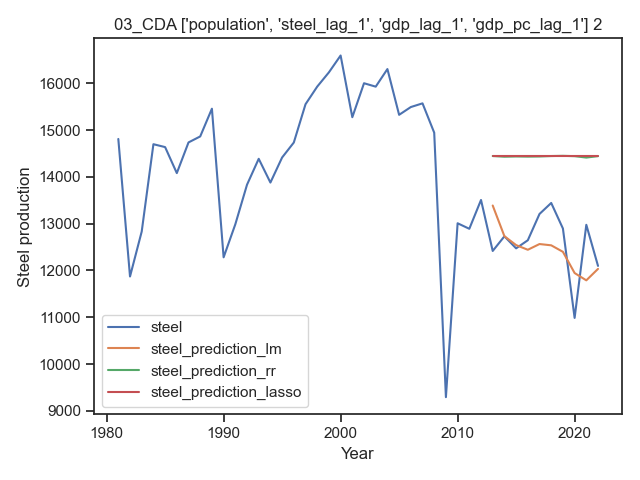 03_CDA ['population', 'steel_lag_1', 'gdp_lag_1', 'gdp_pc_lag_1'] 2
16000
15000
14000
13000
12000
11000
10000
9000
Steel production
steel
steel_prediction_lm
steel_prediction_rr
steel_prediction_lasso
1980
1990
2000
2010
2020
Year